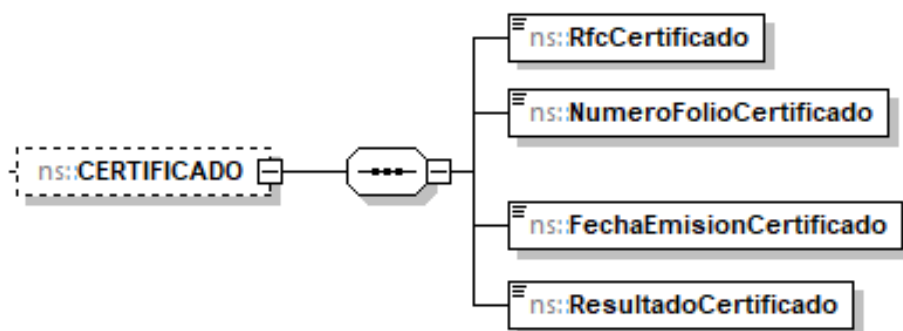 ns::CERTIFICADO
ns::RfcCertificado
ns::NumeroFolioCertificado
ns::FechaEmisionCertificado
ns::ResultadoCertificado